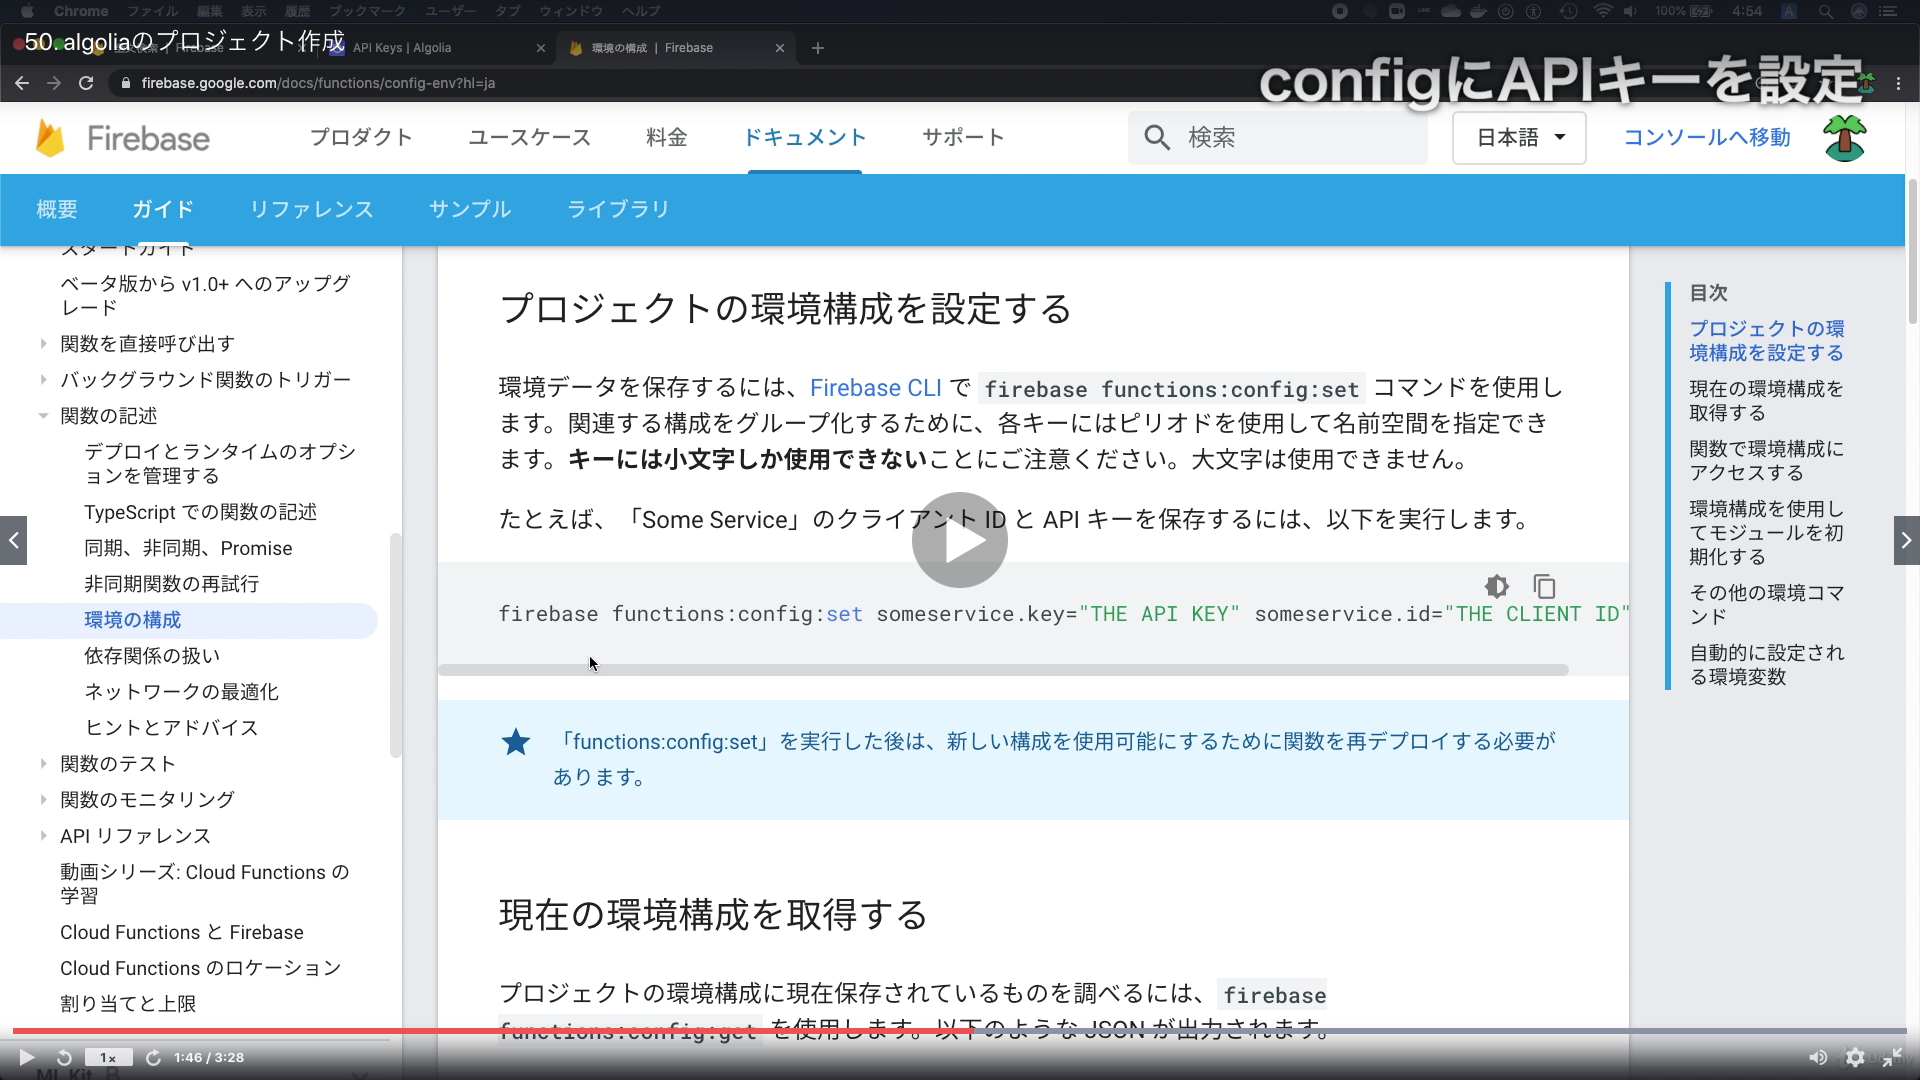 Chrome ファイル 編集 表示 履歴 ブックマーク ユーザー タブ ウィンドウ ヘルプ 100% 4:54 A
50. algoliaのプロジェクト作成
API Keys | Algolia
環境の構成 | Firebase
firebase.google.com/docs/functions/config-env?hl=ja
configにAPIキーを設定
Firebase
プロダクト ユースケース 料金 ドキュメント サポート
検索
日本語
コンソールへ移動
概要 ガイド リファレンス サンプル ライブラリ
スタートガイド
ベータ版から v1.0+ へのアップグ
レード
関数を直接呼び出す
バックグラウンド関数のトリガー
関数の記述
デプロイとランタイムのオプシ
ョンを管理する
TypeScript での関数の記述
同期、非同期、Promise
非同期関数の再試行
環境の構成
依存関係の扱い
ネットワークの最適化
ヒントとアドバイス
関数のテスト
関数のモニタリング
API リファレンス
動画シリーズ: Cloud Functions の
学習
Cloud Functions と Firebase
Cloud Functions のロケーション
割り当てと上限
ML Kit
プロジェクトの環境構成を設定する
環境データを保存するには、Firebase CLI で firebase functions:config:set コマンドを使用し
ます。関連する構成をグループ化するために、各キーにはピリオドを使用して名前空間を指定でき
ます。キーには小文字しか使用できないことにご注意ください。大文字は使用できません。
たとえば、「Some Service」のクライアント ID と API キーを保存するには、以下を実行します。
firebase functions:config:set someservice.key="THE API KEY" someservice.id="THE CLIENT ID"
「functions:config:set」を実行した後は、新しい構成を使用可能にするために関数を再デプロイする必要が
あります。
現在の環境構成を取得する
プロジェクトの環境構成に現在保存されているものを調べるには、 firebase
functions:config:get を使用します。以下のような JSON が出力されます。
目次
プロジェクトの環
境構成を設定する
現在の環境構成を
取得する
関数で環境構成に
アクセスする
環境構成を使用し
てモジュールを初
期化する
その他の環境コマ
ンド
自動的に設定され
る環境変数
1x
1:46 / 3:28